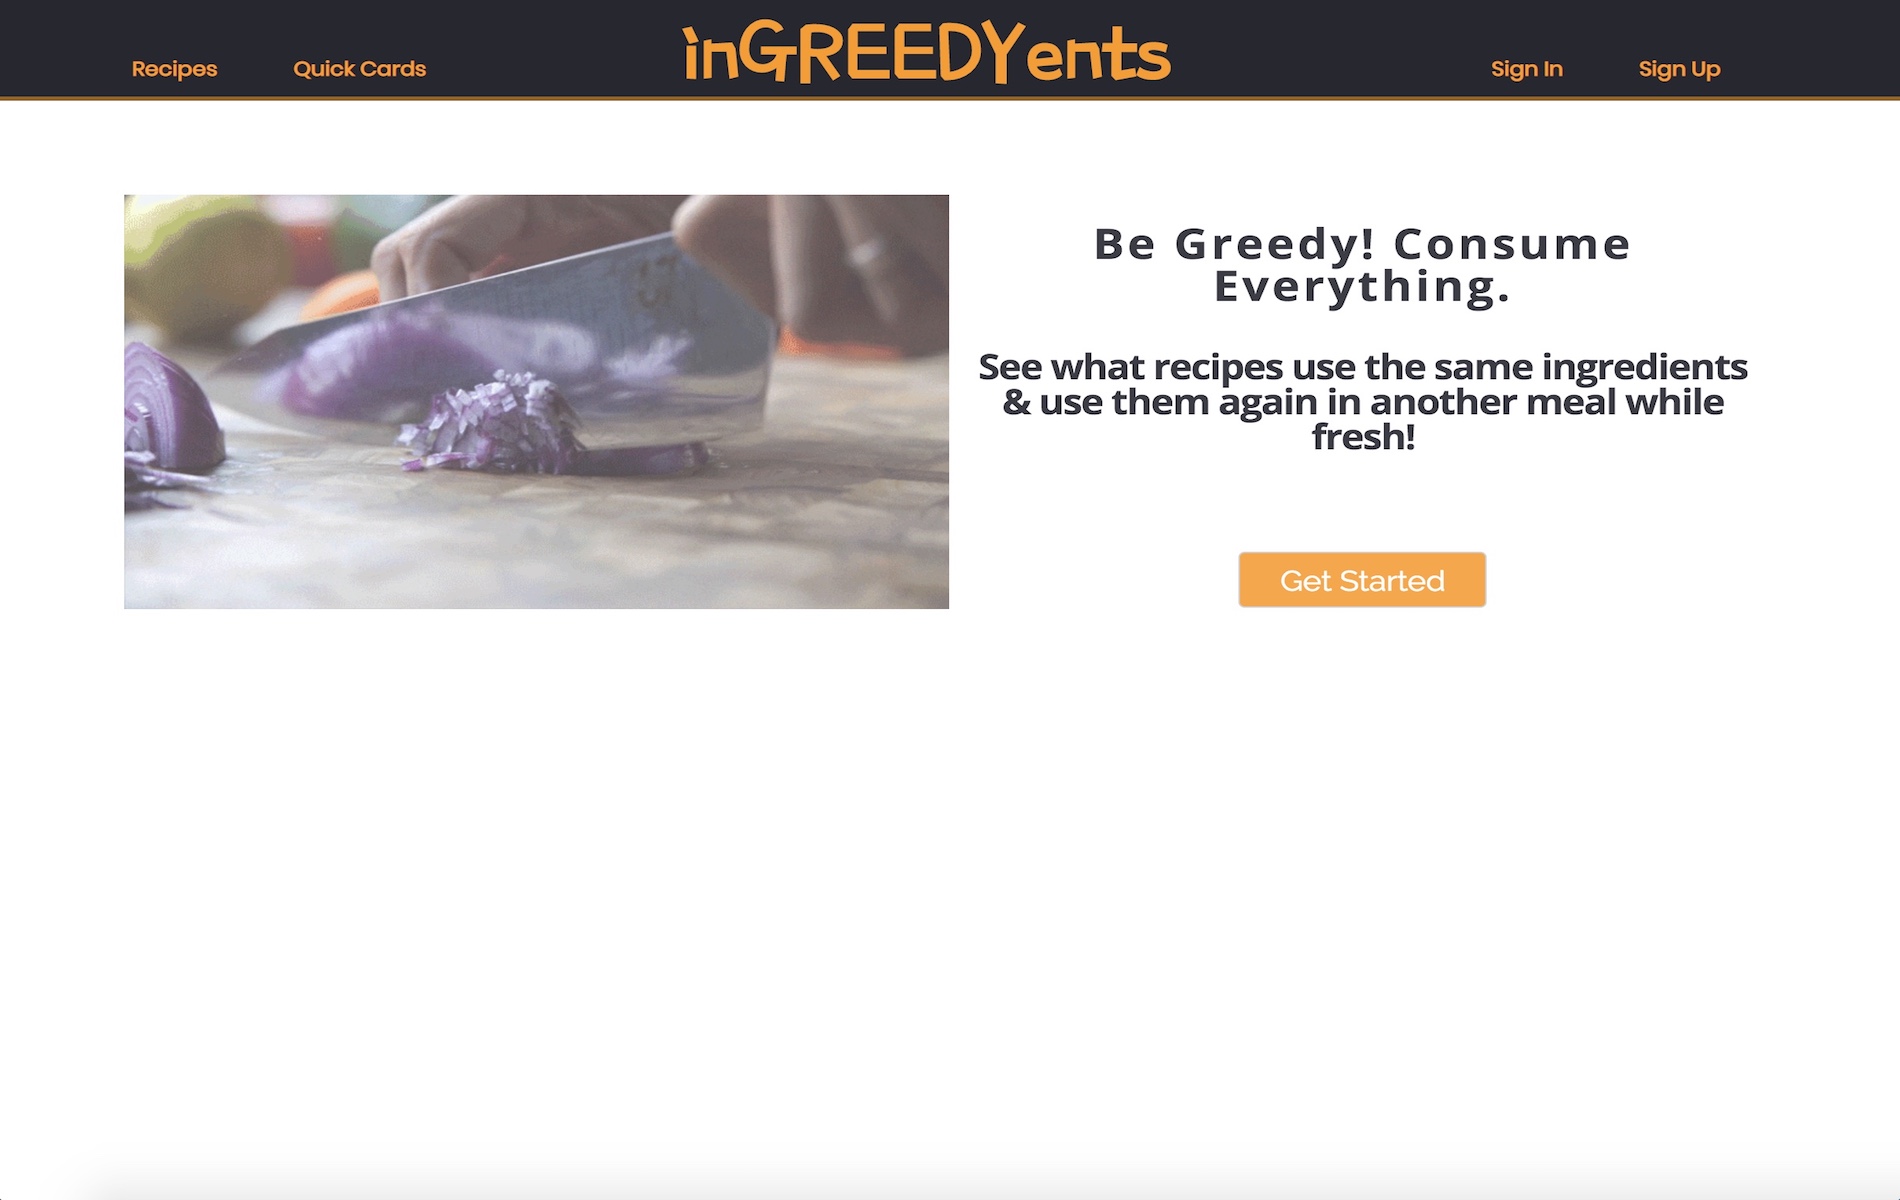 Recipes
Quick Cards
inGREEDYents
Sign In
Sign Up
Be Greedy! Consume
Everything.
See what recipes use the same ingredients
& use them again in another meal while
fresh!
Get Started